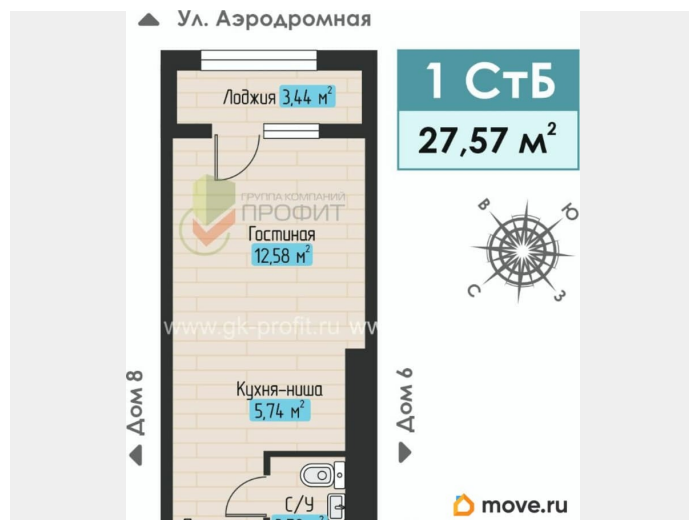 Ул. Аэродромная
1 СтБ
27,57 м²
Лоджия 3,44 м²
ГРУППА КОМПАНИЙ
ПРОФИТ
Гостиная
12,58 м²
В
Ю
С
З
www.gk-profit.ru
Кухня-ниша
5,74 м²
Дом 8
Дом 6
С/У
move.ru